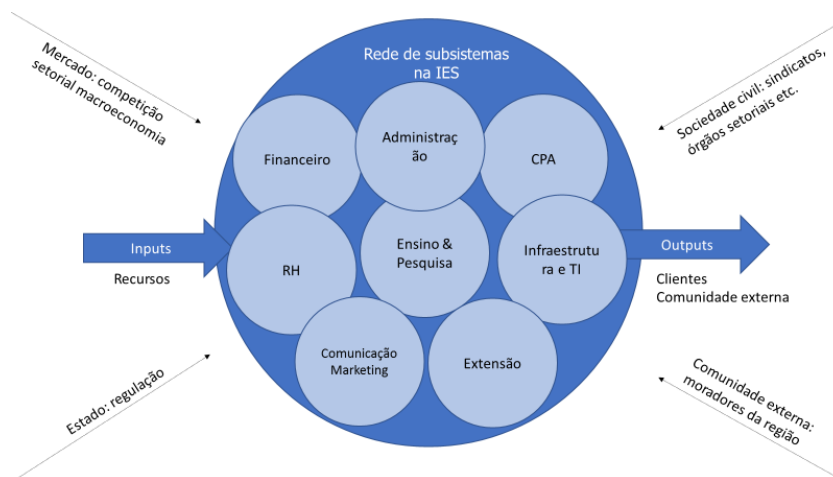 Rede de subsistemas
na IES
Mercado: competição
setorial macroeconomia
Sociedade civil: sindicatos,
órgãos setoriais etc.
Financeiro
Administraç
ão
CPA
Inputs
Recursos
RH
Ensino &
Pesquisa
Infraestrutu
ra e TI
Outputs
Clientes
Comunidade externa
Comunicação
Marketing
Extensão
Estado: regulação
Comunidade externa:
moradores da
região